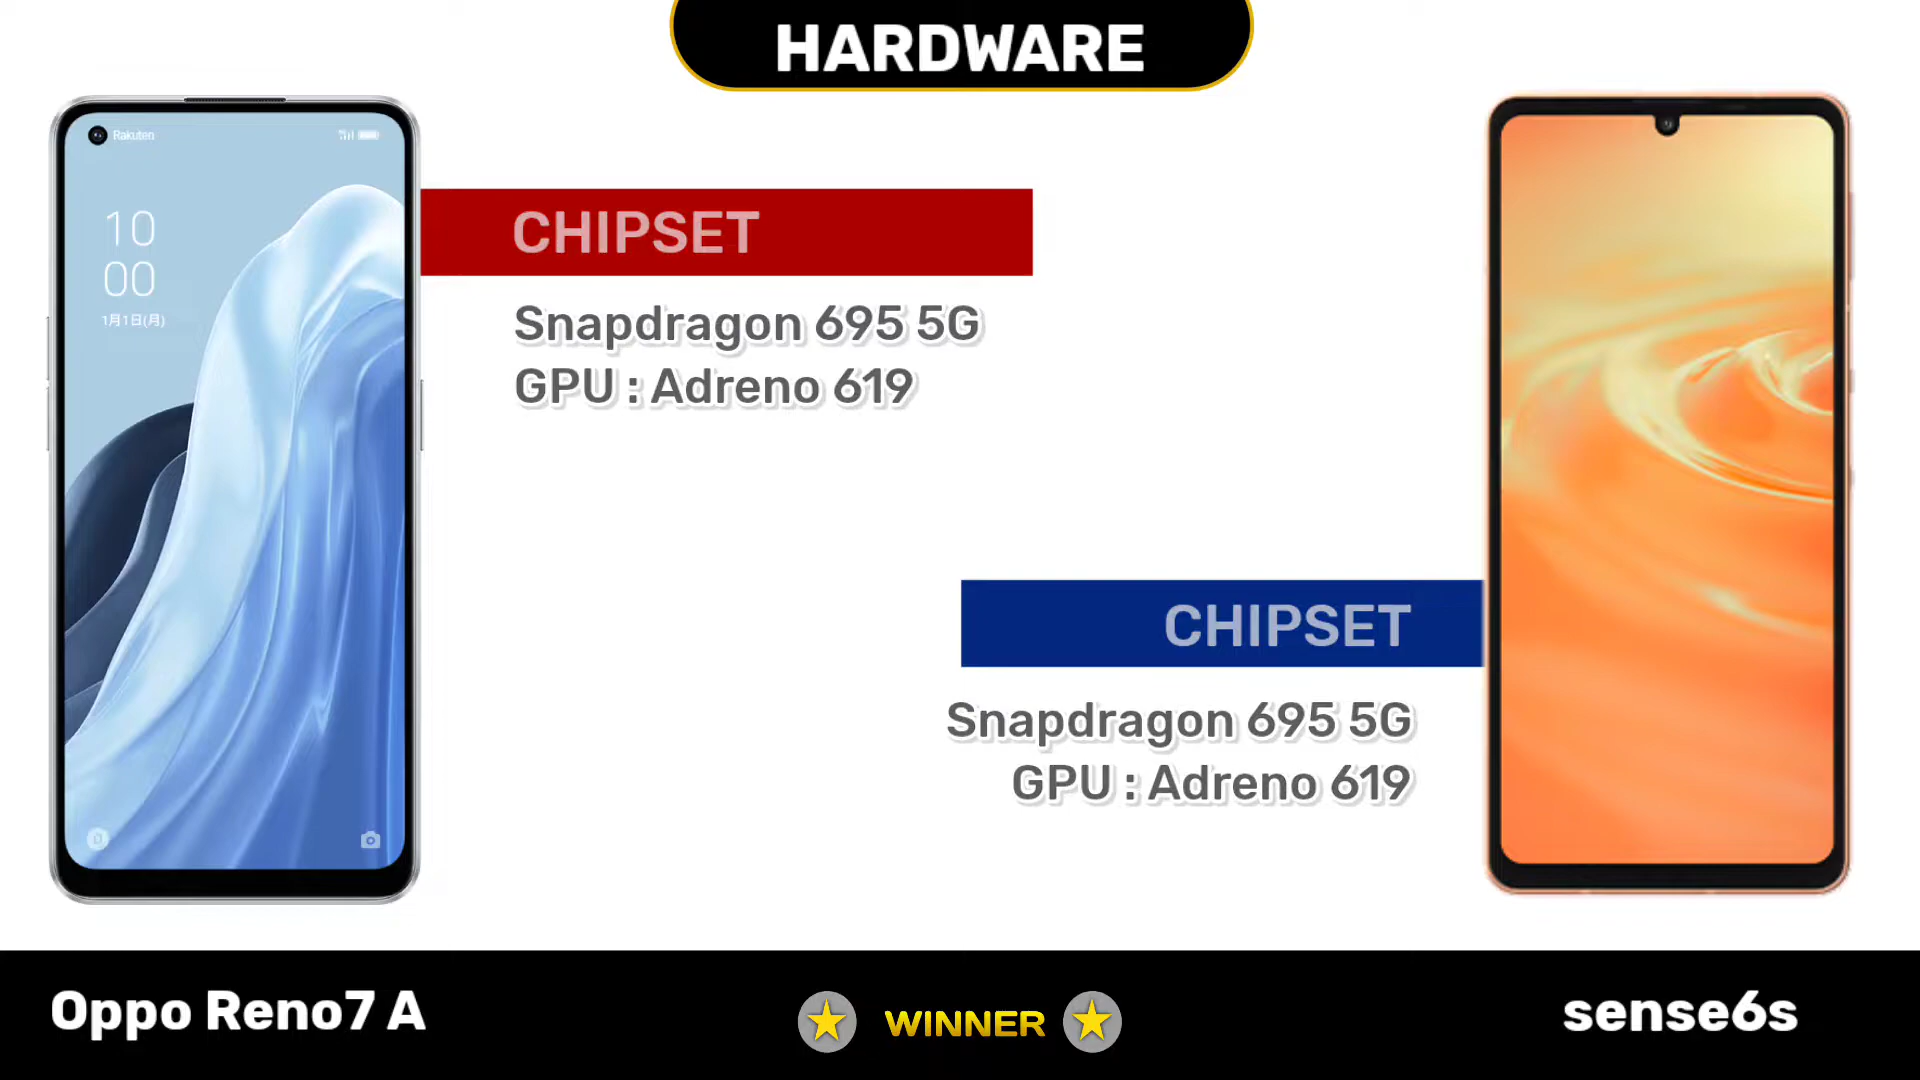 HARDWARE
Rakuten
10
00
1月1日(月)
CHIPSET
Snapdragon 695 5G
GPU : Adreno 619
CHIPSET
Snapdragon 695 5G
GPU : Adreno 619
Oppo Reno7 A
WINNER
sense6s